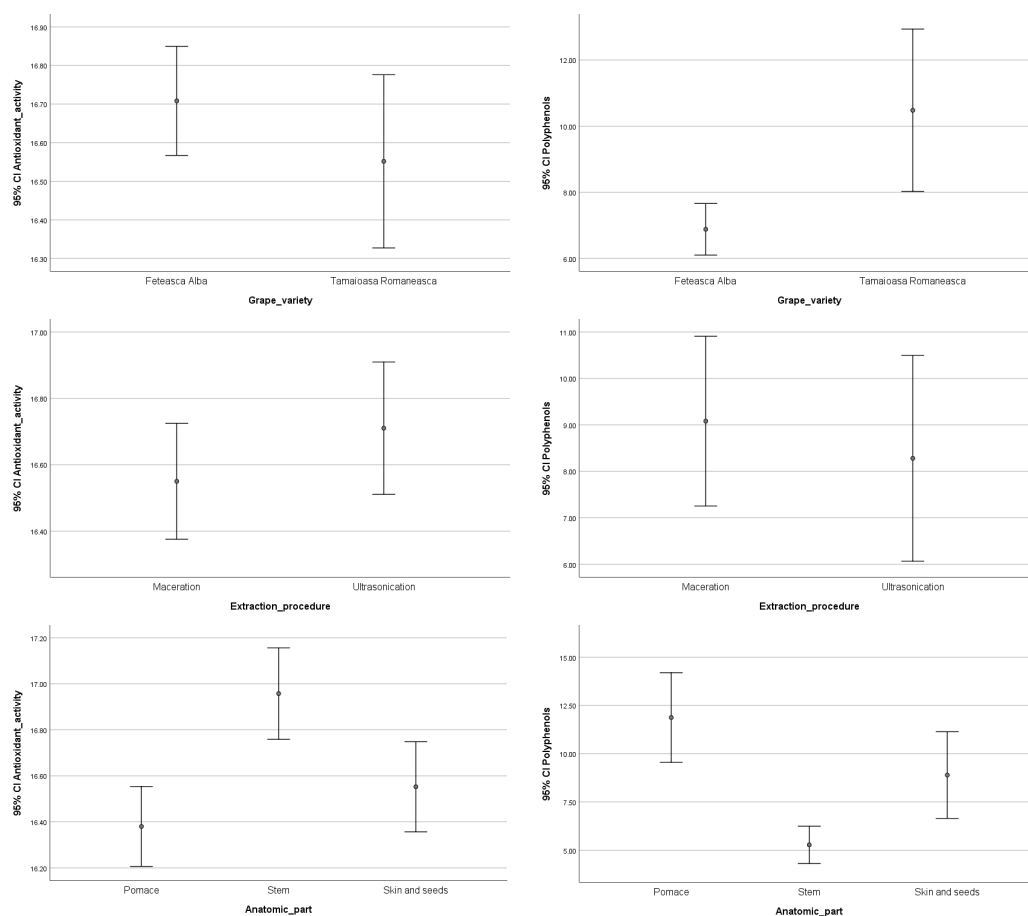 95% CI Antioxidant_activity
16.90
16.80
16.70
16.60
16.50
16.40
16.30
Feteasca Alba Tamaioasa Romaneasca
Grape_variety
95% CI Polyphenols
12.00
10.00
8.00
6.00
Feteasca Alba Tamaioasa Romaneasca
Grape_variety
95% CI Antioxidant_activity
17.00
16.80
16.60
16.40
Maceration Ultrasonication
Extraction_procedure
95% CI Polyphenols
11.00
10.00
9.00
8.00
7.00
6.00
Maceration Ultrasonication
Extraction_procedure
95% CI Antioxidant_activity
17.20
17.00
16.80
16.60
16.40
16.20
Pomace Stem Skin and seeds
Anatomic_part
95% CI Polyphenols
15.00
12.50
10.00
7.50
5.00
Pomace Stem Skin and seeds
Anatomic_part